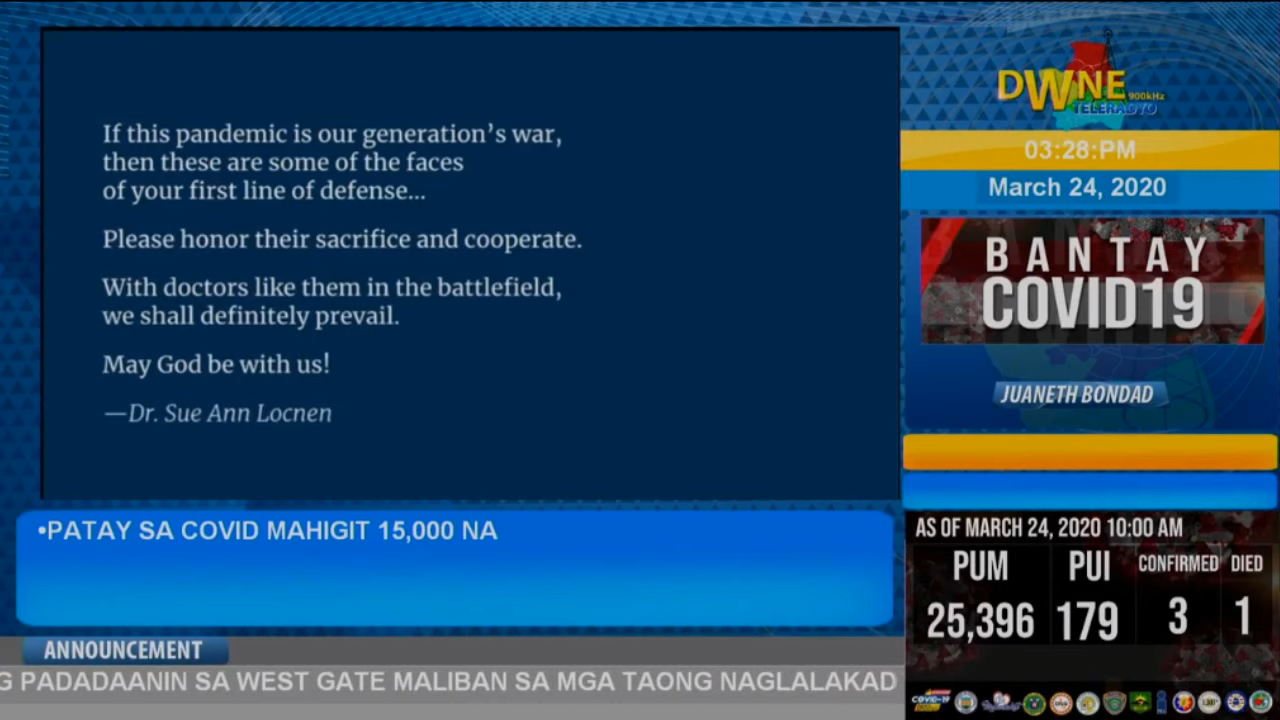 If this pandemic is our generation's war,
then these are some of the faces
of your first line of defense...
Please honor their sacrifice and cooperate.
With doctors like them in the battlefield,
we shall definitely prevail.
May God be with us!
—Dr. Sue Ann Locnen
•PATAY SA COVID MAHIGIT 15,000 NA
ANNOUNCEMENT
G PADADAANIN SA WEST GATE MALIBAN SA MGA TAONG NAGLALAKAD
DWNE 900kHz
TELERADYO
03:28:PM
March 24, 2020
BANTAY
COVID19
JUANETH BONDAD
AS OF MARCH 24, 2020 10:00 AM
PUM PUI CONFIRMED DIED
25,396 179 3 1
COVID-19